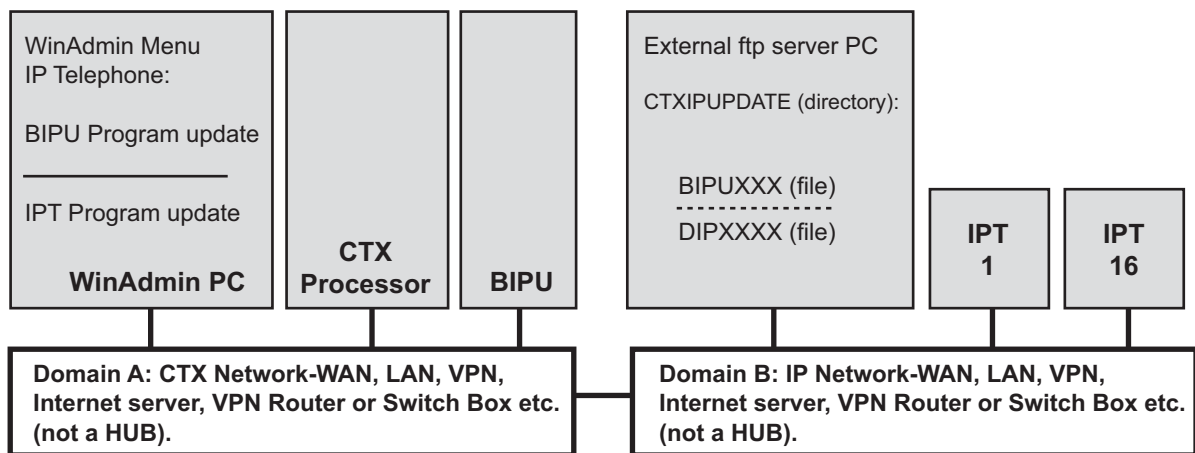 WinAdmin Menu
IP Telephone:
BIPU Program update
IPT Program update
WinAdmin PC
CTX
Processor
BIPU
External ftp server PC
CTXIPUPDATE (directory):
BIPUXXX (file)
DIPXXXX (file)
IPT
1
IPT
16
Domain A: CTX Network-WAN, LAN, VPN,
Internet server, VPN Router or Switch Box etc.
(not a HUB).
Domain B: IP Network-WAN, LAN, VPN,
Internet server, VPN Router or Switch Box etc.
(not a HUB).